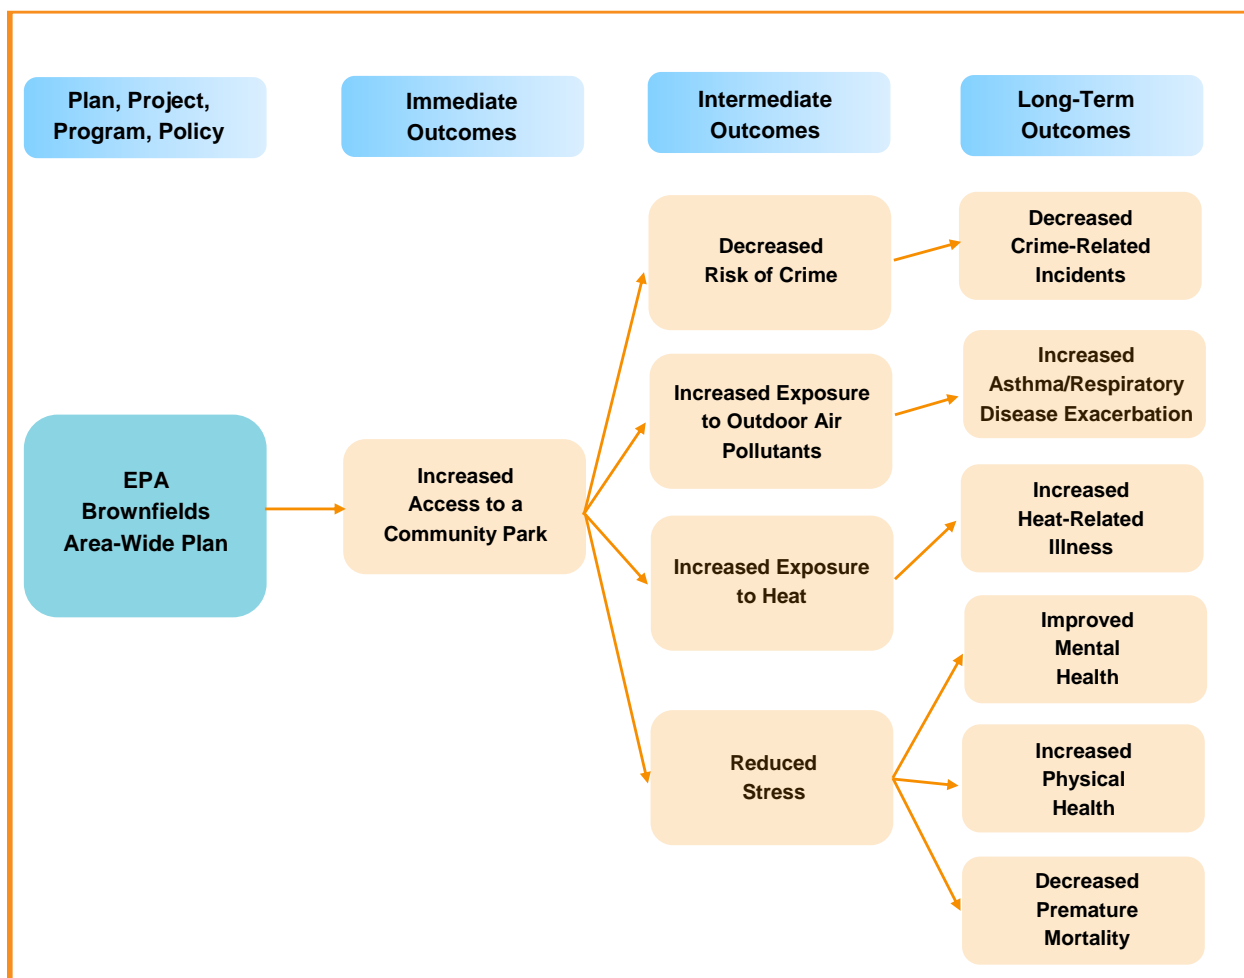 Plan, Project,
Program, Policy
Immediate
Outcomes
Intermediate
Outcomes
Long-Term
Outcomes
EPA
Brownfields
Area-Wide Plan
Increased
Access to a
Community Park
Decreased
Risk of Crime
Increased Exposure
to Outdoor Air
Pollutants
Increased Exposure
to Heat
Reduced
Stress
Decreased
Crime-Related
Incidents
Increased
Asthma/Respiratory
Disease Exacerbation
Increased
Heat-Related
Illness
Improved
Mental
Health
Increased
Physical
Health
Decreased
Premature
Mortality